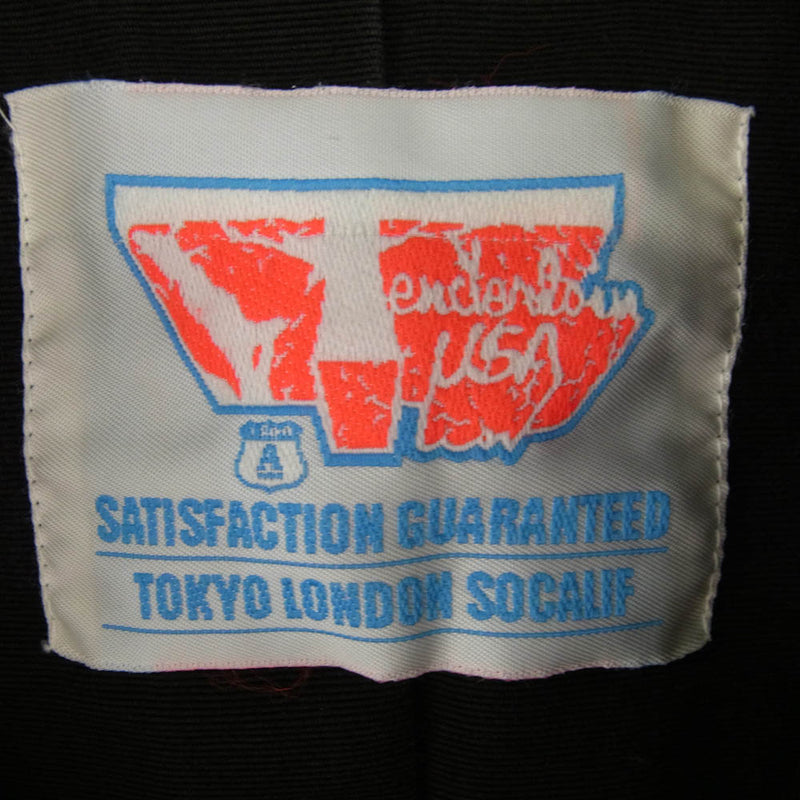 Tenderloin
USA
A
SATISFACTION GUARANTEED
TOKYO LONDON SOCALIF